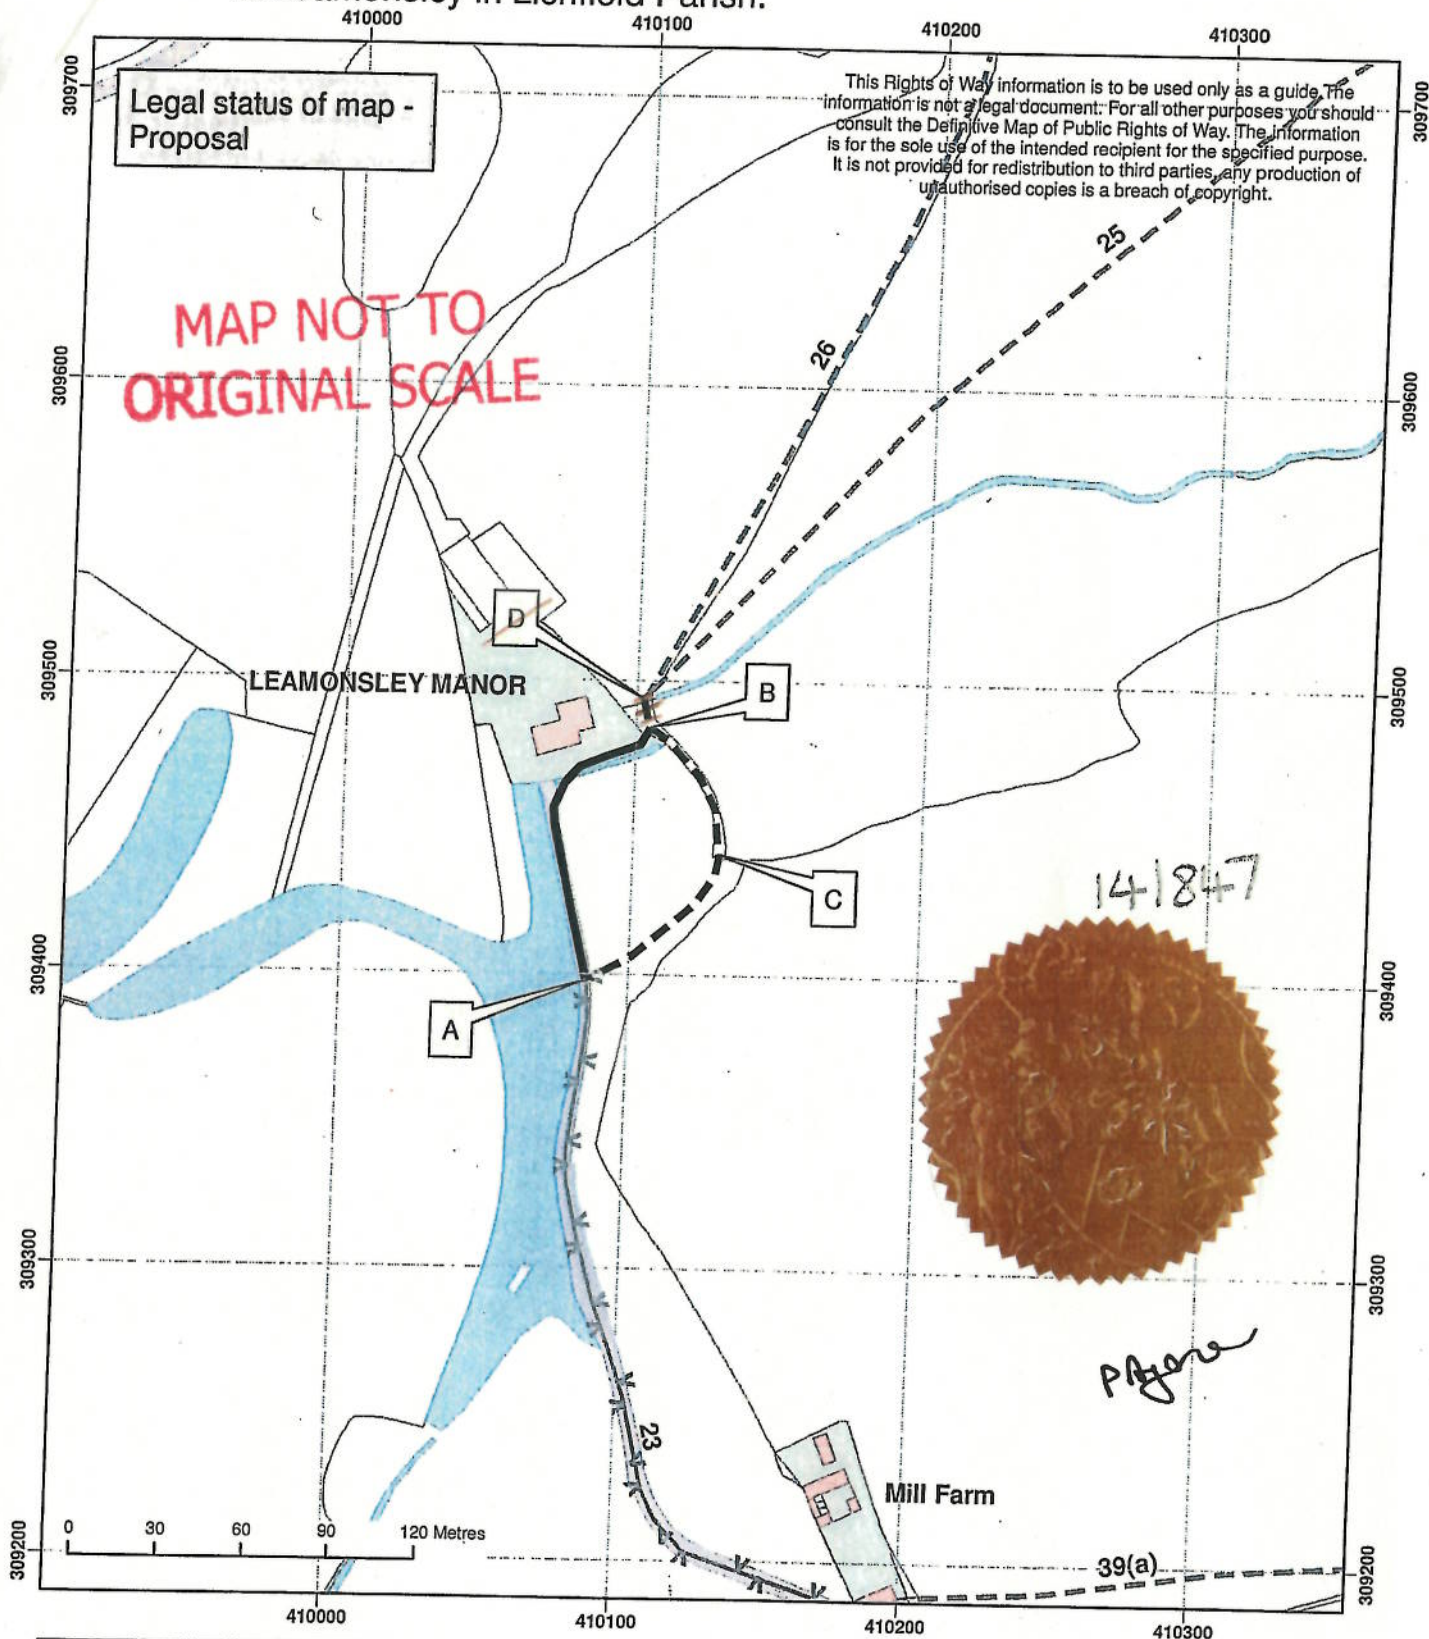 410000
410100
410200
410300
309700
309700
Legal status of map -
Proposal
This Rights of Way information is to be used only as a guide. The
information is not a legal document. For all other purposes you should
consult the Definitive Map of Public Rights of Way. The information
is for the sole use of the intended recipient for the specified purpose.
It is not provided for redistribution to third parties, any production of
unauthorised copies is a breach of copyright.
25
MAP NOT TO
ORIGINAL SCALE
26
309600
309600
D
LEAMONSLEY MANOR
B
309500
309500
C
141847
309400
309400
A
309300
309300
23
Mill Farm
0 30 60 90 120 Metres
39(a)
309200
309200
410000
410100
410200
410300
in Lichfield Parish.